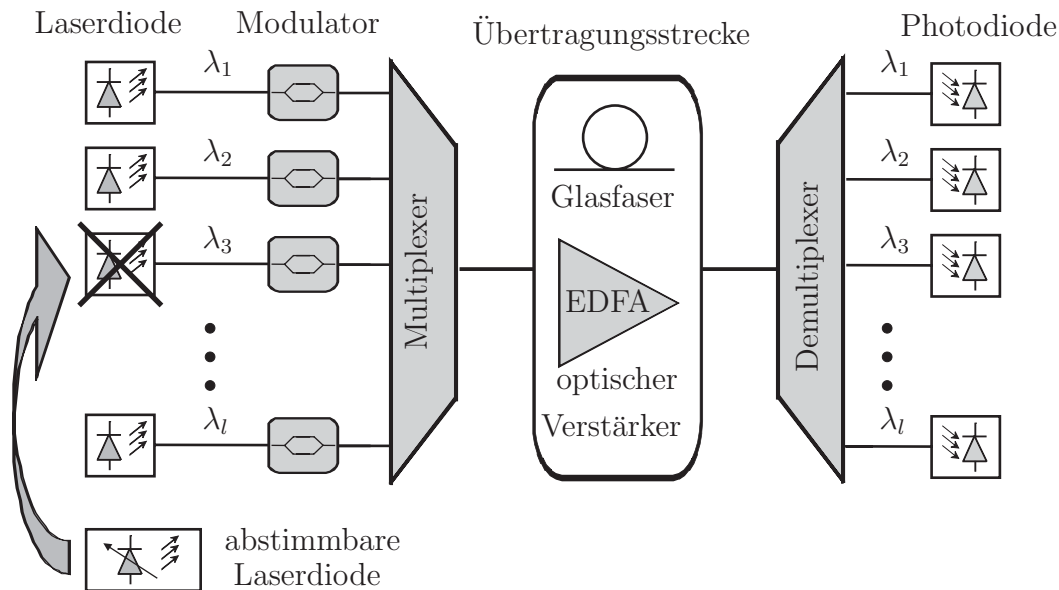 Laserdiode
Modulator
Übertragungsstrecke
Photodiode
λ1
λ2
λ3
λl
Multiplexer
Glasfaser
EDFA
optischer
Verstärker
Demultiplexer
λ1
λ2
λ3
λl
abstimmbare
Laserdiode